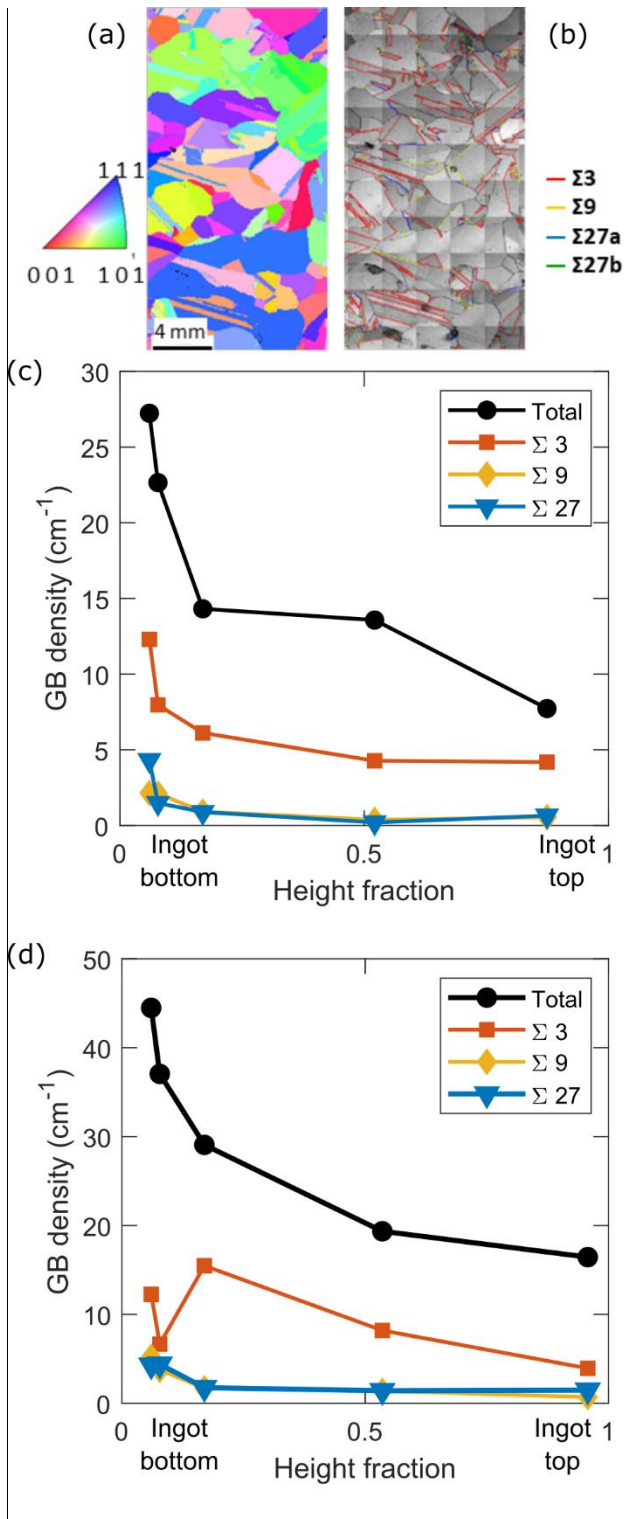 (a)
(b)
1 1 1
0 0 1
1 0 1
4 mm
Σ3
Σ9
Σ27a
Σ27b
(c)
30
25
20
15
10
5
0
GB density (cm⁻¹)
Total
Σ 3
Σ 9
Σ 27
0
0.5
1
Ingot
bottom
Ingot
top
Height fraction
(d)
50
40
30
20
10
0
GB density (cm⁻¹)
Total
Σ 3
Σ 9
Σ 27
0
0.5
1
Ingot
bottom
Ingot
top
Height fraction